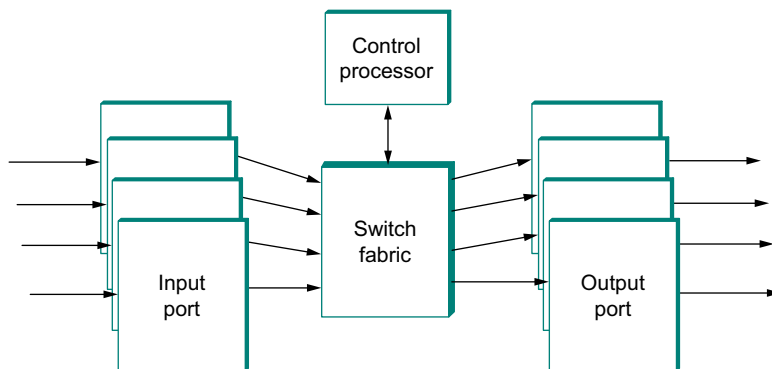 Control
processor
Switch
fabric
Input
port
Output
port